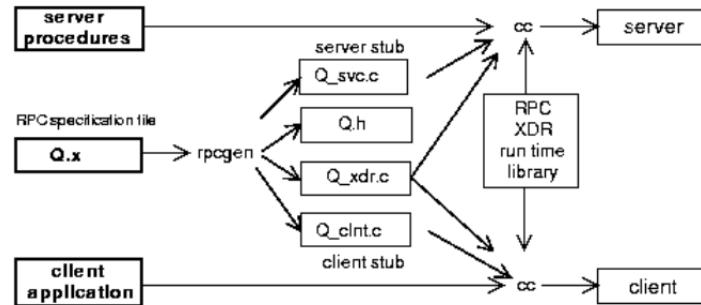 server
procedures
cc
server
server stub
Q_svc.c
RPC specification file
Q.h
RPC
XDR
run time
library
Q.x
rpcgen
Q_xdr.c
Q_clnt.c
client stub
client
application
cc
client